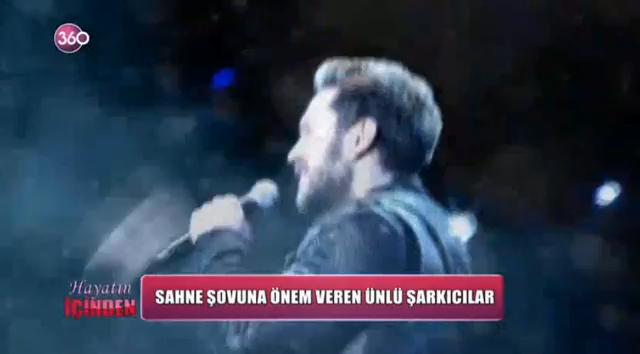 360
Hayatın
İÇİNDEN
SAHNE ŞOVUNA ÖNEM VEREN ÜNLÜ ŞARKICILAR